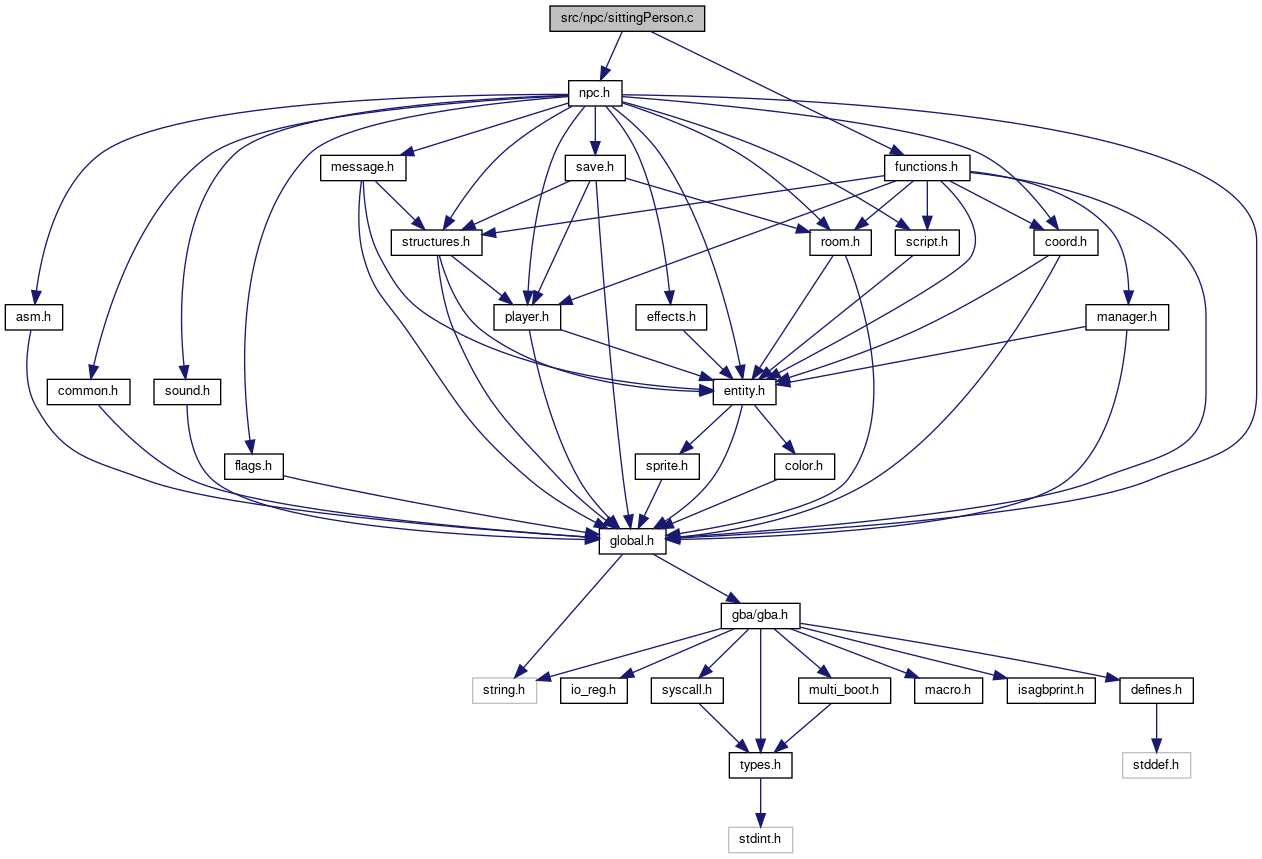 src/npc/sittingPerson.c
npc.h
message.h
save.h
functions.h
structures.h
room.h
script.h
coord.h
asm.h
player.h
effects.h
manager.h
common.h
sound.h
entity.h
flags.h
sprite.h
color.h
global.h
gba/gba.h
string.h
io_reg.h
syscall.h
multi_boot.h
macro.h
isagbprint.h
defines.h
types.h
stddef.h
stdint.h